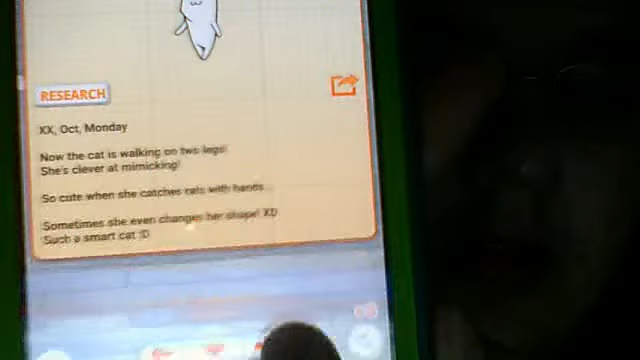 RESEARCH
XX, Oct, Monday
Now the cat is walking on two legs!
She's clever at mimicking!
So cute when she catches rats with hands
Sometimes she even changes her shape! XD
Such a smart cat :D